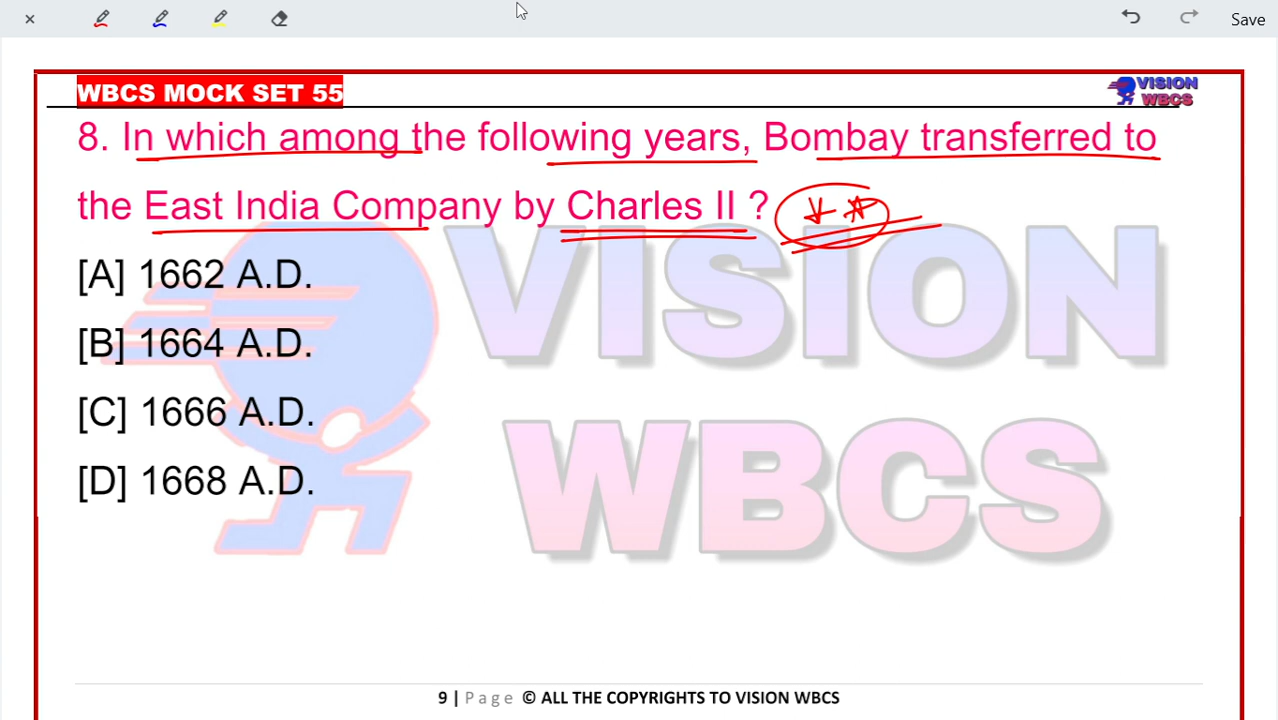 Save
WBCS MOCK SET 55
VISION
WBCS
8. In which among the following years, Bombay transferred to
the East India Company by Charles II ?
[A] 1662 A.D.
[B] 1664 A.D.
[C] 1666 A.D.
[D] 1668 A.D.
VISION
WBCS
9 | Page © ALL THE COPYRIGHTS TO VISION WBCS